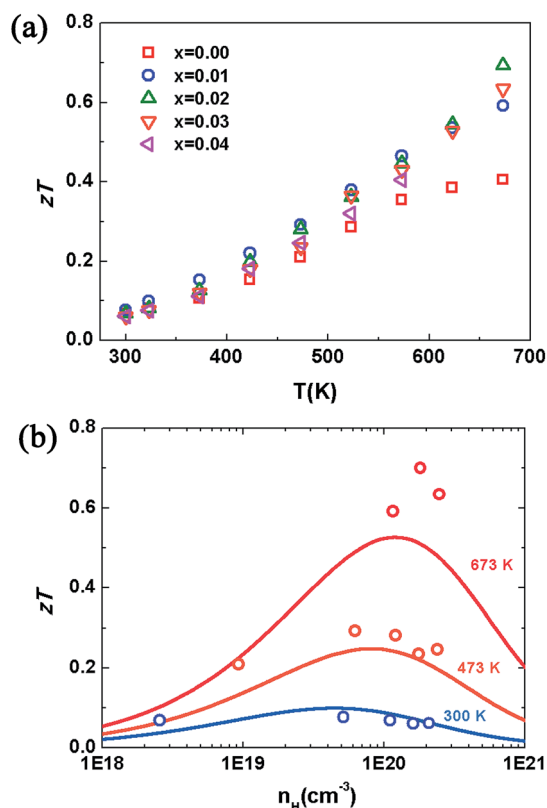 (a)
0.8
0.6
0.4
0.2
0.0
zT
x=0.00
x=0.01
x=0.02
x=0.03
x=0.04
300 400 500 600 700
T(K)
(b)
0.8
0.6
0.4
0.2
0.0
zT
673 K
473 K
300 K
1E18 1E19 1E20 1E21
n_H(cm⁻³)